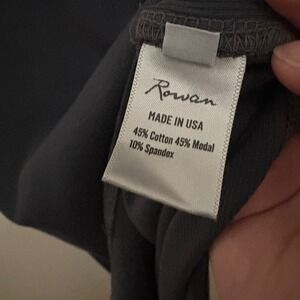 Rowan
MADE IN USA
45% Cotton 45% Modal
10% Spandex